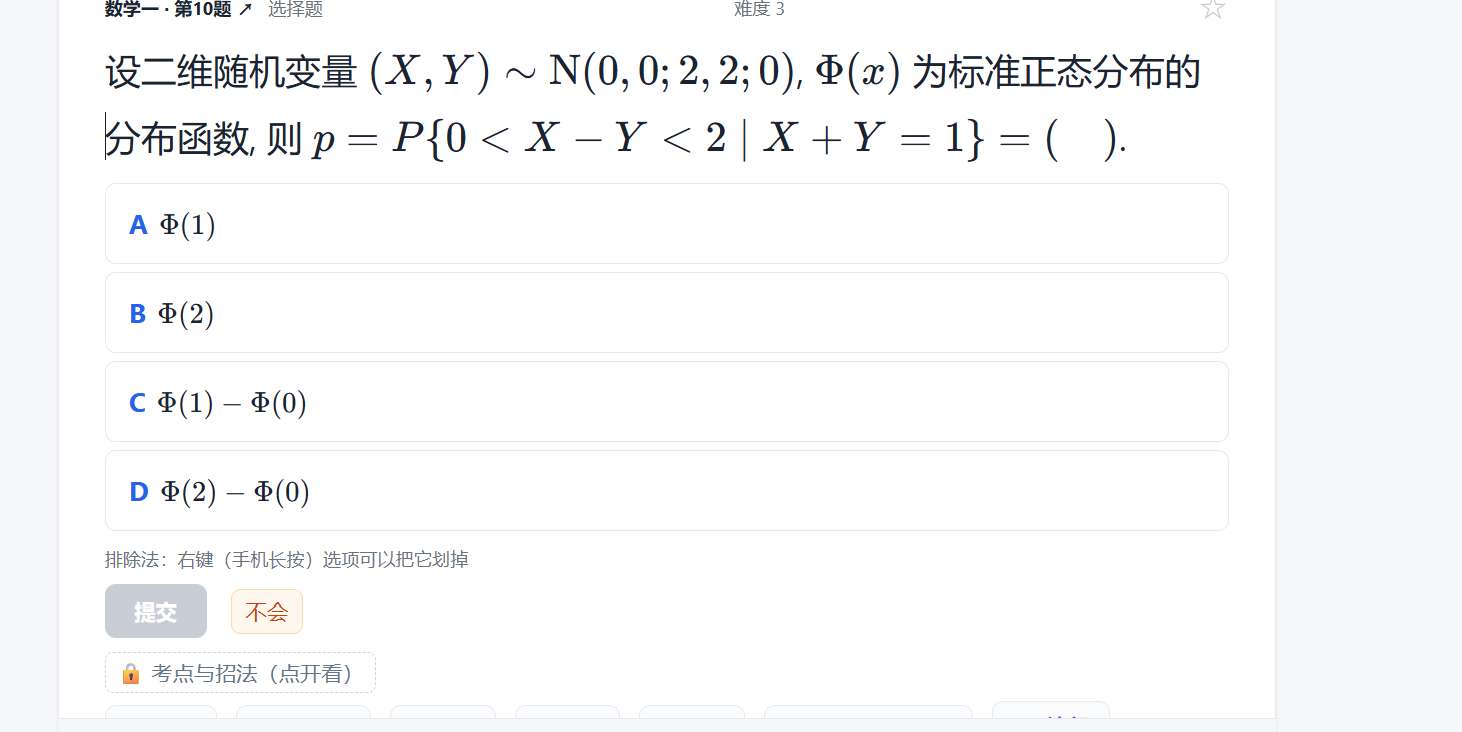 数学一 · 第10题 ↗ 选择题 难度 3 ☆
设二维随机变量 (X, Y) ∼ N(0, 0; 2, 2; 0), Φ(x) 为标准正态分布的
分布函数, 则 p = P{0 < X − Y < 2 | X + Y = 1} = ( ).
A Φ(1)
B Φ(2)
C Φ(1) − Φ(0)
D Φ(2) − Φ(0)
排除法：右键（手机长按）选项可以把它划掉
提交 不会
🔒 考点与招法（点开看）